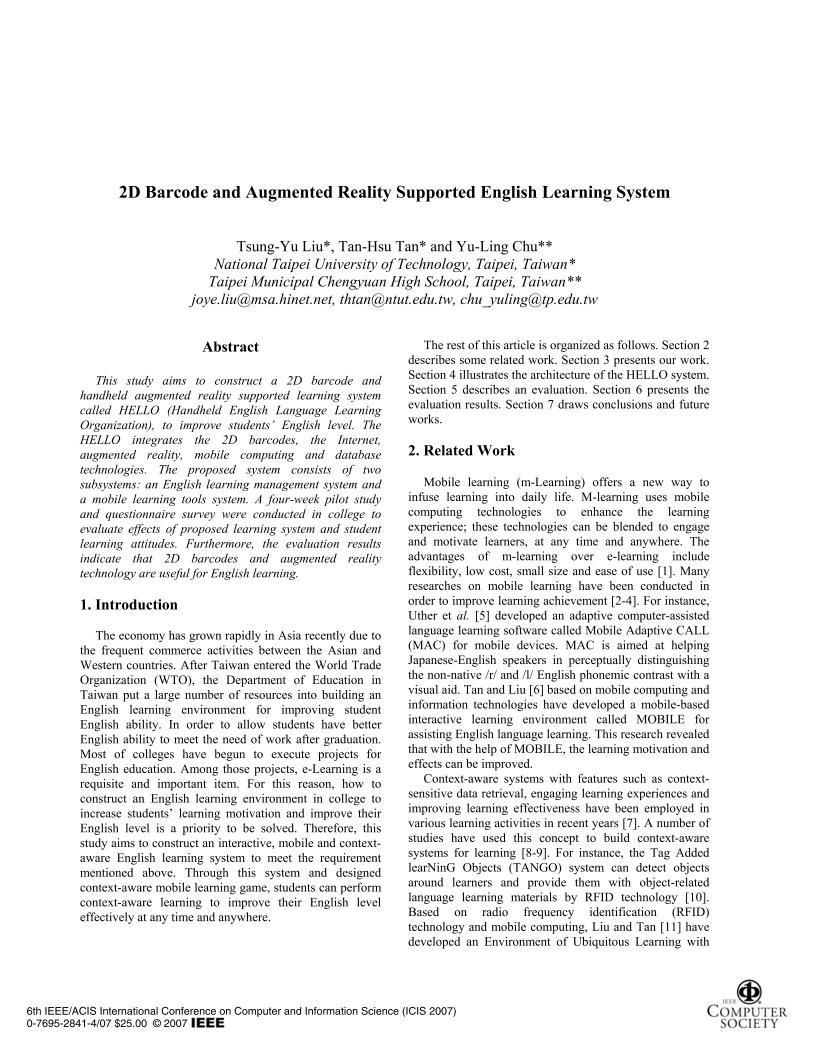 2D Barcode and Augmented Reality Supported English Learning System
Tsung-Yu Liu*, Tan-Hsu Tan* and Yu-Ling Chu**
National Taipei University of Technology, Taipei, Taiwan*
Taipei Municipal Chengyuan High School, Taipei, Taiwan**
joye.liu@msa.hinet.net, thtan@ntut.edu.tw, chu_yuling@tp.edu.tw
Abstract
This study aims to construct a 2D barcode and
handheld augmented reality supported learning system
called HELLO (Handheld English Language Learning
Organization), to improve students' English level. The
HELLO integrates the 2D barcodes, the Internet,
augmented reality, mobile computing and database
technologies. The proposed system consists of two
subsystems: an English learning management system and
a mobile learning tools system. A four-week pilot study
and questionnaire survey were conducted in college to
evaluate effects of proposed learning system and student
learning attitudes. Furthermore, the evaluation results
indicate that 2D barcodes and augmented reality
technology are useful for English learning.
1. Introduction
The economy has grown rapidly in Asia recently due to
the frequent commerce activities between the Asian and
Western countries. After Taiwan entered the World Trade
Organization (WTO), the Department of Education in
Taiwan put a large number of resources into building an
English learning environment for improving student
English ability. In order to allow students have better
English ability to meet the need of work after graduation.
Most of colleges have begun to execute projects for
English education. Among those projects, e-Learning is a
requisite and important item. For this reason, how to
construct an English learning environment in college to
increase students' learning motivation and improve their
English level is a priority to be solved. Therefore, this
study aims to construct an interactive, mobile and context-
aware English learning system to meet the requirement
mentioned above. Through this system and designed
context-aware mobile learning game, students can perform
context-aware learning to improve their English level
effectively at any time and anywhere.
The rest of this article is organized as follows. Section 2
describes some related work. Section 3 presents our work.
Section 4 illustrates the architecture of the HELLO system.
Section 5 describes an evaluation. Section 6 presents the
evaluation results. Section 7 draws conclusions and future
works.
2. Related Work
Mobile learning (m-Learning) offers a new way to
infuse learning into daily life. M-learning uses mobile
computing technologies to enhance the learning
experience; these technologies can be blended to engage
and motivate learners, at any time and anywhere. The
advantages of m-learning over e-learning include
flexibility, low cost, small size and ease of use [1]. Many
researches on mobile learning have been conducted in
order to improve learning achievement [2-4]. For instance,
Uther et al. [5] developed an adaptive computer-assisted
language learning software called Mobile Adaptive CALL
(MAC) for mobile devices. MAC is aimed at helping
Japanese-English speakers in perceptually distinguishing
the non-native /r/ and /l/ English phonemic contrast with a
visual aid. Tan and Liu [6] based on mobile computing and
information technologies have developed a mobile-based
interactive learning environment called MOBILE for
assisting English language learning. This research revealed
that with the help of MOBILE, the learning motivation and
effects can be improved.
Context-aware systems with features such as context-
sensitive data retrieval, engaging learning experiences and
improving learning effectiveness have been employed in
various learning activities in recent years [7]. A number of
studies have used this concept to build context-aware
systems for learning [8-9]. For instance, the Tag Added
learNinG Objects (TANGO) system can detect objects
around learners and provide them with object-related
language learning materials by RFID technology [10].
Based on radio frequency identification (RFID)
technology and mobile computing, Liu and Tan [11] have
developed an Environment of Ubiquitous Learning with
6th IEEE/ACIS International Conference on Computer and Information Science (ICIS 2007)
0-7695-2841-4/07 $25.00 © 2007 IEEE
IEEE
COMPUTER
SOCIETY